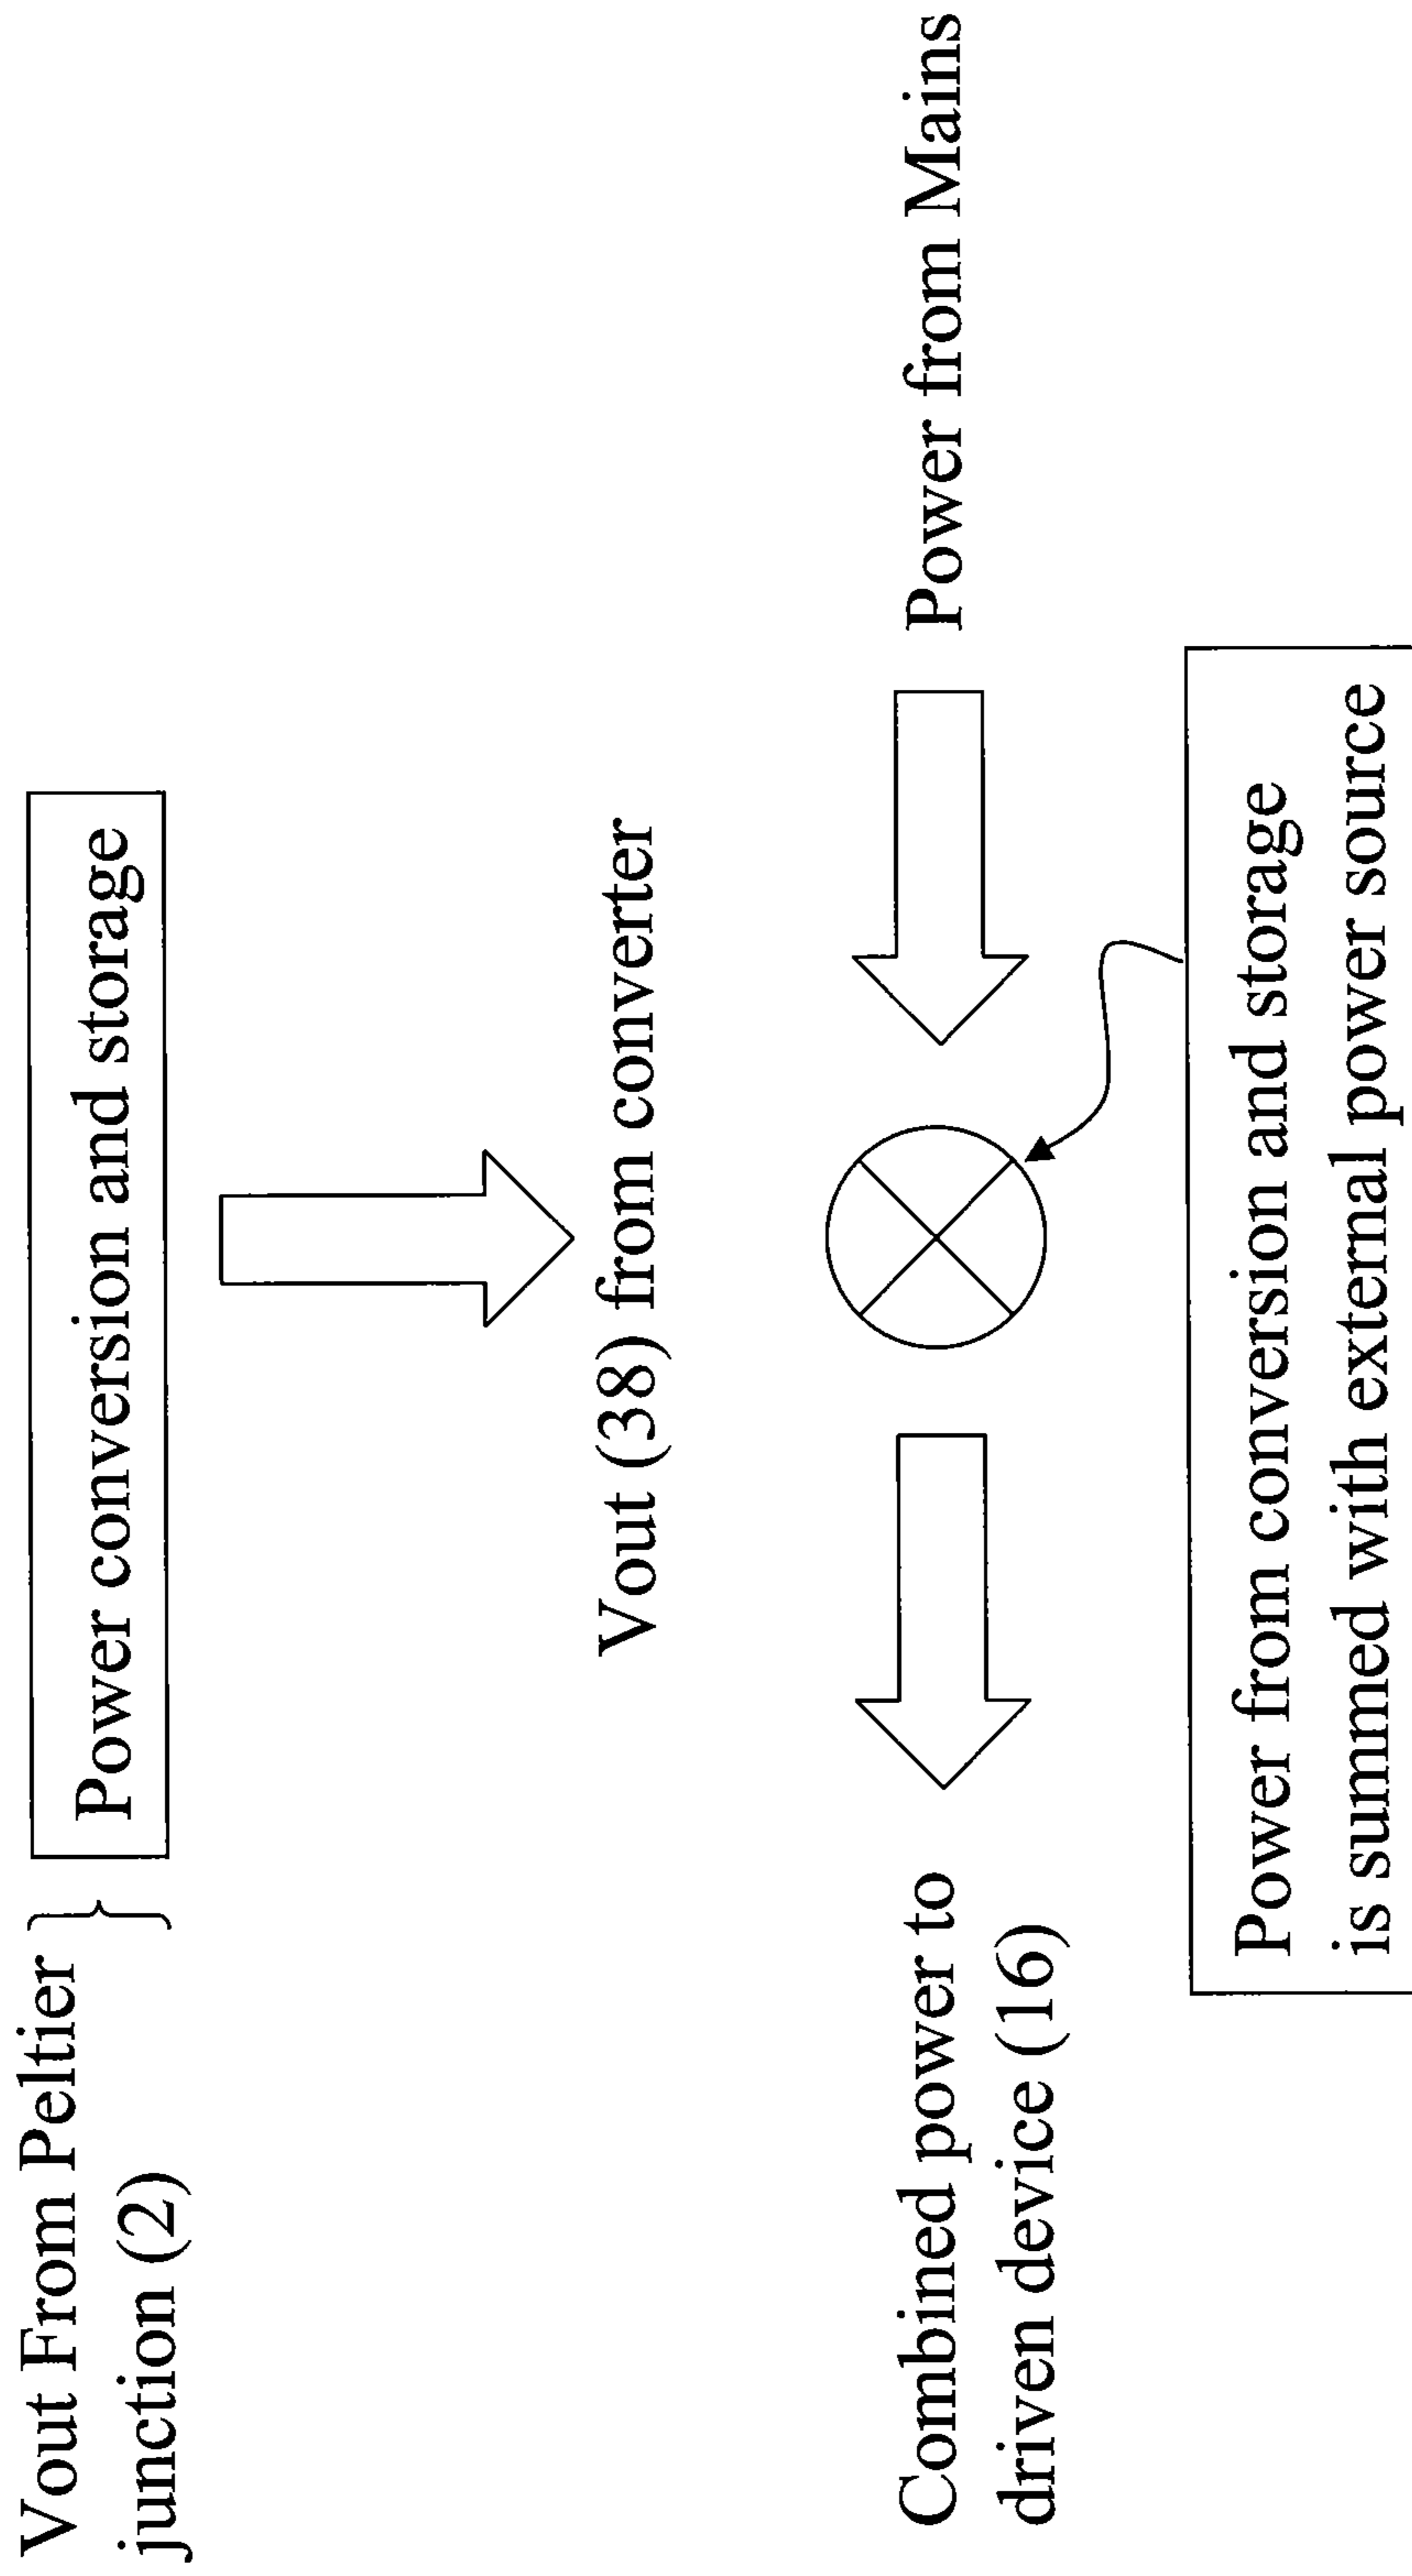 Vout From Peltier
junction (2)
Power conversion and storage
Vout (38) from converter
Combined power to
driven device (16)
Power from Mains
Power from conversion and storage
is summed with external power source